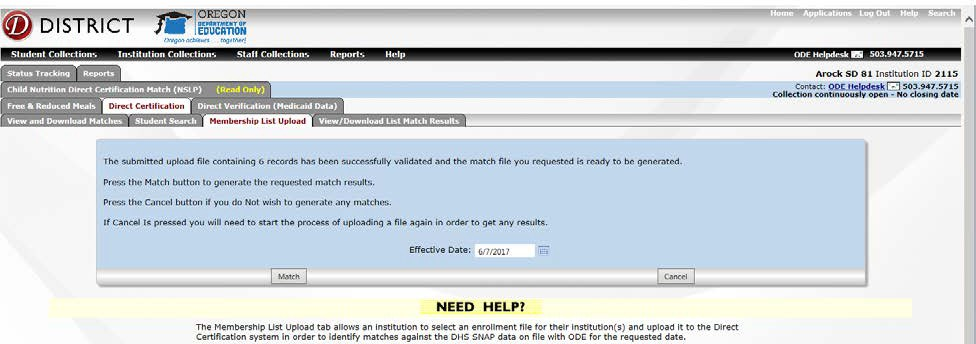 Home Applications Log Out Help Search
DISTRICT
OREGON
DEPARTMENT OF
EDUCATION
Oregon achieves . . . together!
Student Collections Institution Collections Staff Collections Reports Help
ODE Helpdesk 503.947.5715
Status Tracking Reports
Arock SD 81 Institution ID 2115
Child Nutrition Direct Certification Match (NSLP) (Read Only)
Contact: ODE Helpdesk 503.947.5715
Collection continuously open - No closing date
Free & Reduced Meals Direct Certification Direct Verification (Medicaid Data)
View and Download Matches Student Search Membership List Upload View/Download List Match Results
The submitted upload file containing 6 records has been successfully validated and the match file you requested is ready to be generated.
Press the Match button to generate the requested match results.
Press the Cancel button if you do Not wish to generate any matches.
If Cancel Is pressed you will need to start the process of uploading a file again in order to get any results.
Effective Date: 6/7/2017
Match Cancel
NEED HELP?
The Membership List Upload tab allows an institution to select an enrollment file for their institution(s) and upload it to the Direct
Certification system in order to identify matches against the DHS SNAP data on file with ODE for the requested date.